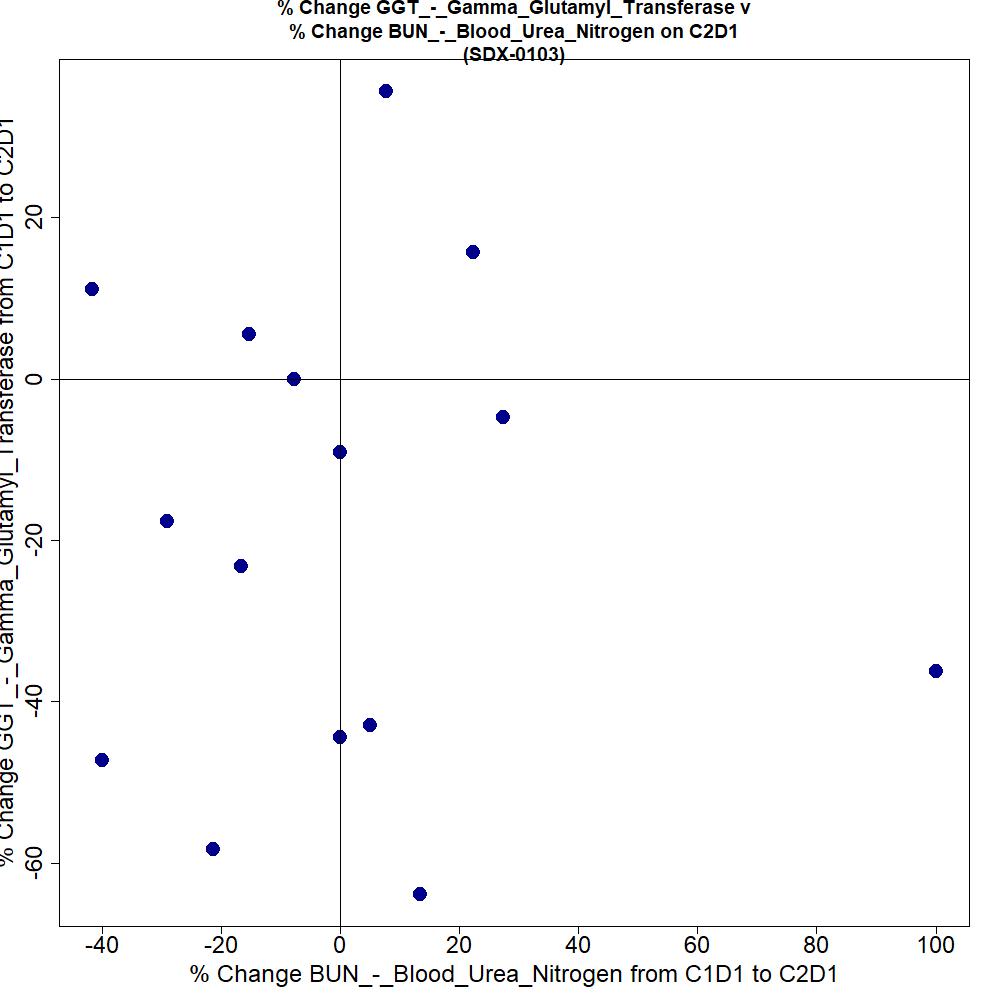 % Change GGT_-_Gamma_Glutamyl_Transferase v
% Change BUN_-_Blood_Urea_Nitrogen on C2D1
(SDX-0103)
% Change GGT_-_Gamma_Glutamyl_Transferase from C1D1 to C2D1
20
0
-20
-40
-60
-40
-20
0
20
40
60
80
100
% Change BUN_-_Blood_Urea_Nitrogen from C1D1 to C2D1